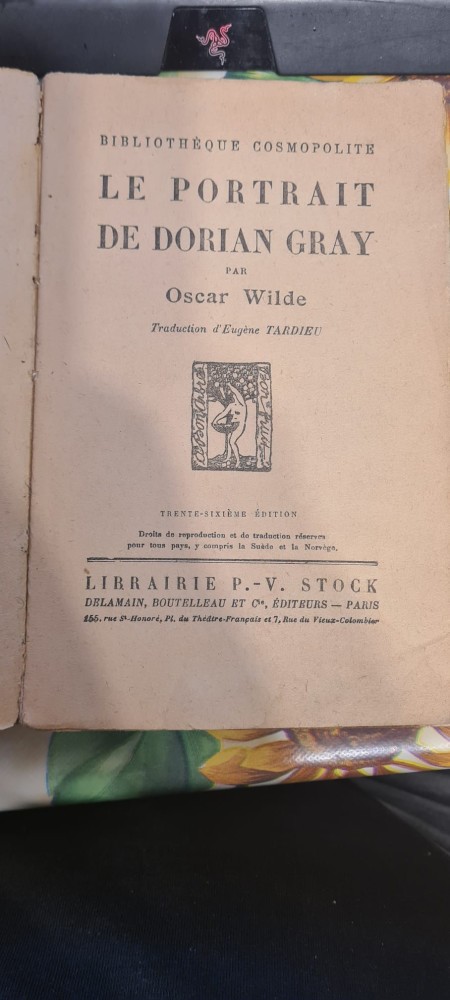 BIBLIOTHÈQUE COSMOPOLITE
LE PORTRAIT
DE DORIAN GRAY
PAR
Oscar Wilde
Traduction d'Eugène TARDIEU
TRENTE-SIXIÈME ÉDITION
Droits de reproduction et de traduction réservés
pour tous pays, y compris la Suède et la Norvège.
LIBRAIRIE P.-V. STOCK
DELAMAIN, BOUTELLEAU ET Cie, ÉDITEURS — PARIS
155, rue St-Honoré, Pl. du Théâtre-Français et 7, Rue du Vieux-Colombier